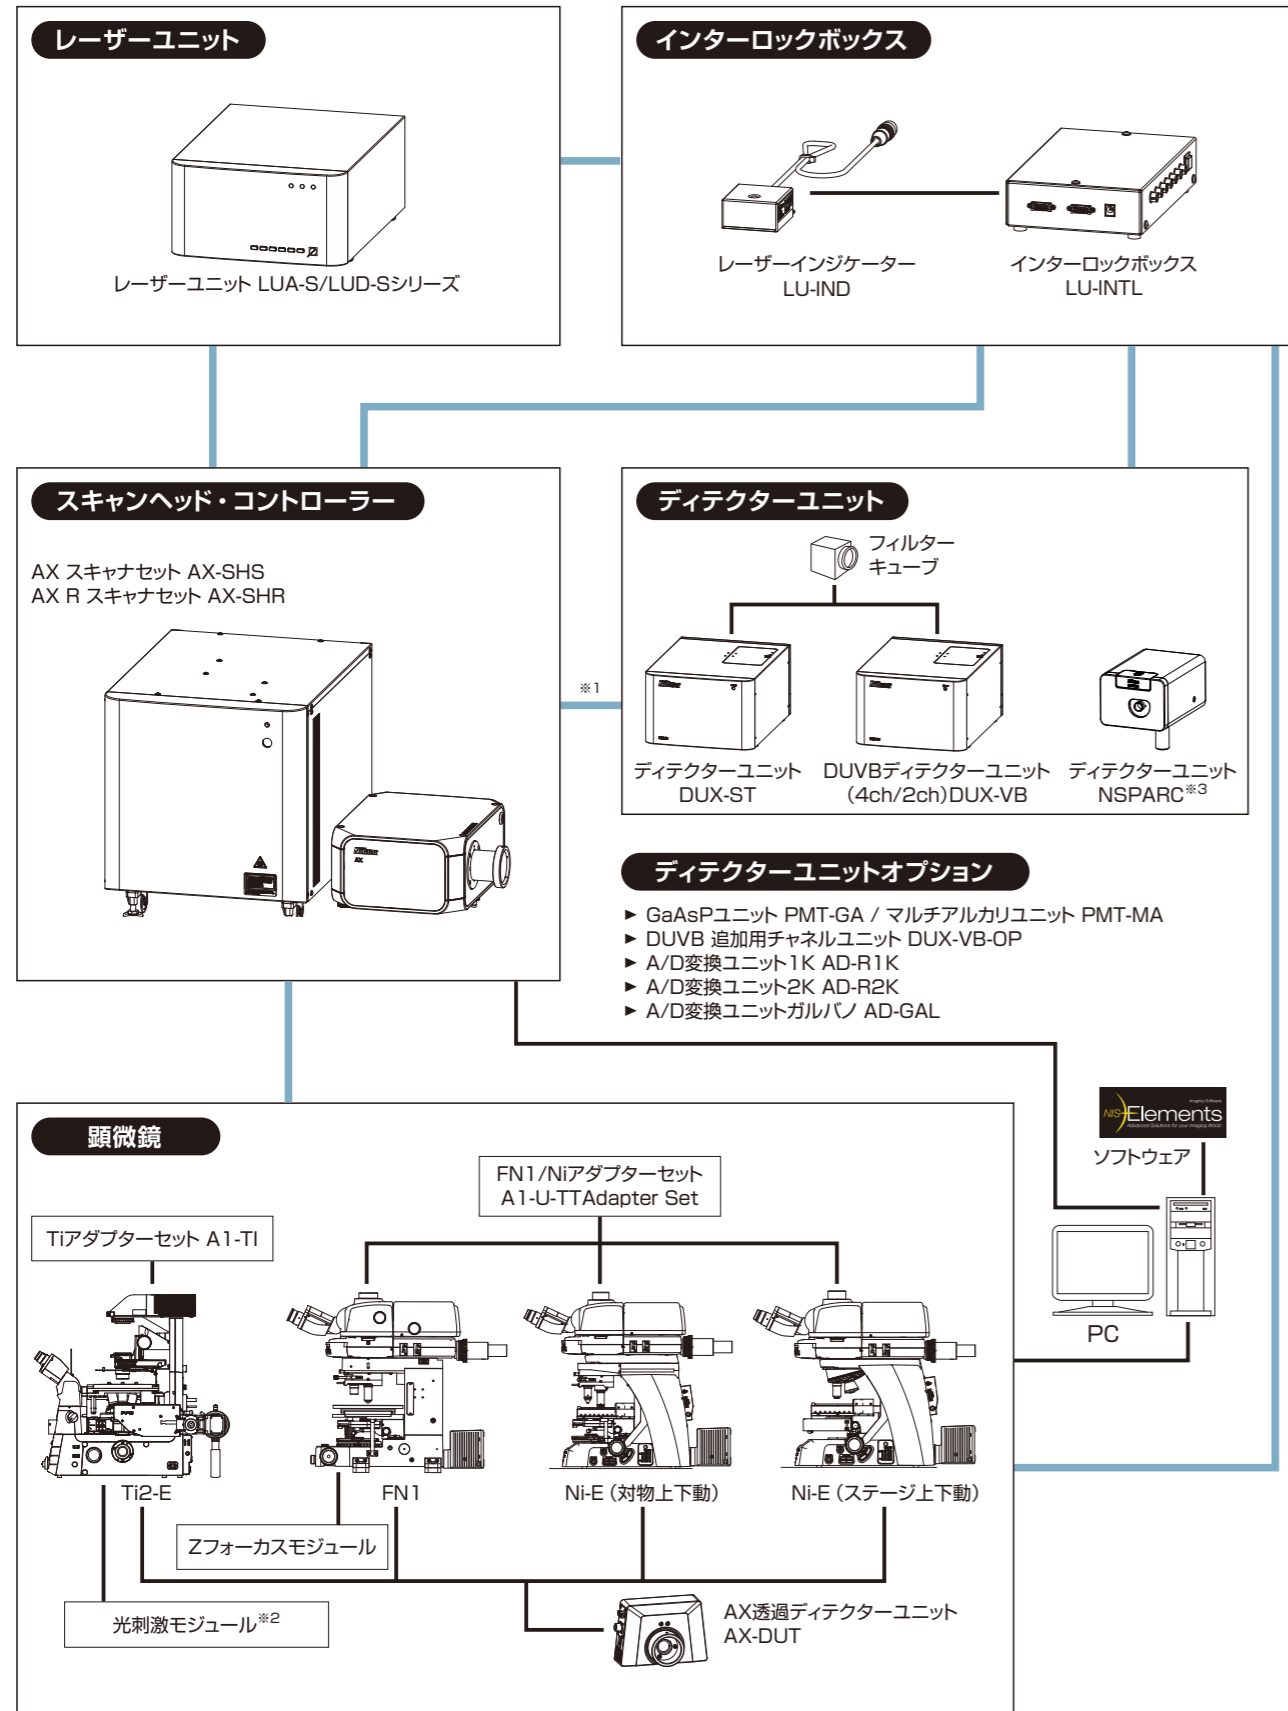 レーザーユニット
レーザーユニット LUA-S/LUD-Sシリーズ
インターロックボックス
レーザーインジケーター
LU-IND
インターロックボックス
LU-INTL
スキャンヘッド・コントローラー
AX スキャナセット AX-SHS
AX R スキャナセット AX-SHR
Nikon
AX
※1
ディテクターユニット
フィルター
キューブ
Nikon
Nikon
ディテクターユニット
DUX-ST
DUVBディテクターユニット
(4ch/2ch)DUX-VB
ディテクターユニット
NSPARC※3
ディテクターユニットオプション
► GaAsPユニット PMT-GA / マルチアルカリユニット PMT-MA
► DUVB 追加用チャネルユニット DUX-VB-OP
► A/D変換ユニット1K AD-R1K
► A/D変換ユニット2K AD-R2K
► A/D変換ユニットガルバノ AD-GAL
Imaging Software
NIS-Elements
Advanced Solutions for your Imaging World
ソフトウェア
PC
顕微鏡
FN1/Niアダプターセット
A1-U-TTAdapter Set
Tiアダプターセット A1-TI
Ti2-E
FN1
Ni-E (対物上下動)
Ni-E (ステージ上下動)
Zフォーカスモジュール
光刺激モジュール※2
AX透過ディテクターユニット
AX-DUT